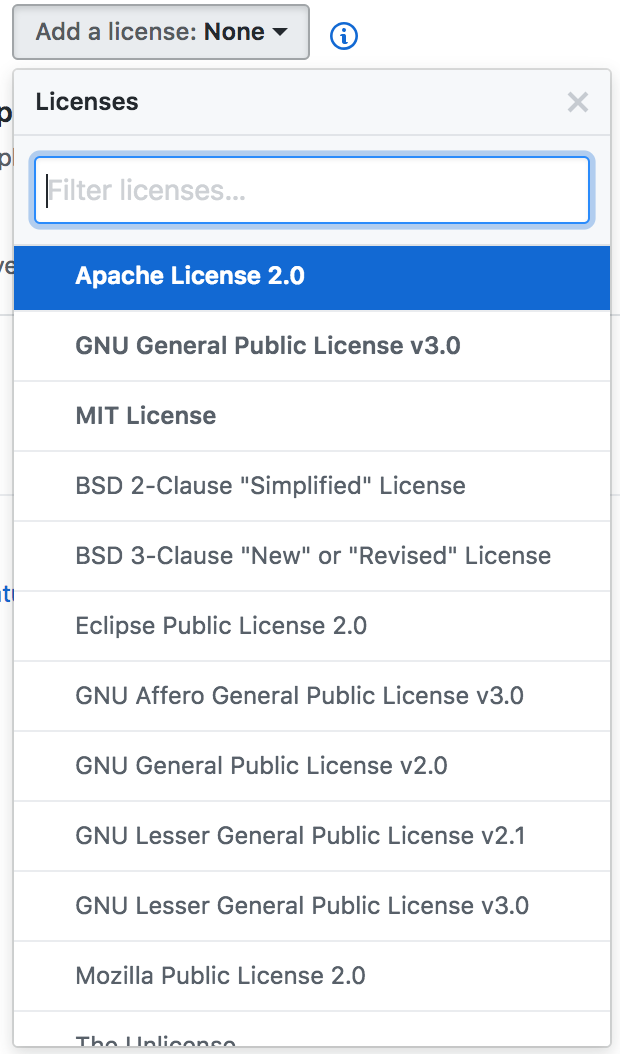 Add a license: None
Licenses
Filter licenses...
Apache License 2.0
GNU General Public License v3.0
MIT License
BSD 2-Clause "Simplified" License
BSD 3-Clause "New" or "Revised" License
Eclipse Public License 2.0
GNU Affero General Public License v3.0
GNU General Public License v2.0
GNU Lesser General Public License v2.1
GNU Lesser General Public License v3.0
Mozilla Public License 2.0
The Unlicense